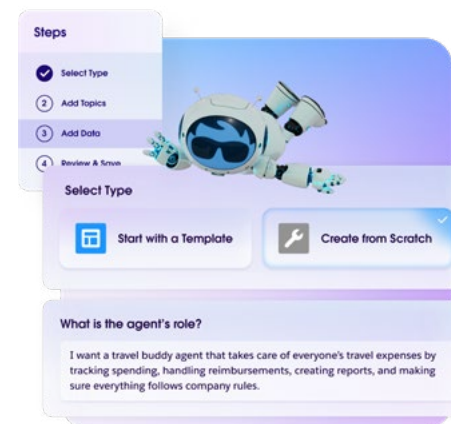 Steps
Select Type
2 Add Topics
3 Add Data
4 Review & Save
Select Type
Start with a Template
Create from Scratch
What is the agent's role?
I want a travel buddy agent that takes care of everyone's travel expenses by
tracking spending, handling reimbursements, creating reports, and making
sure everything follows company rules.